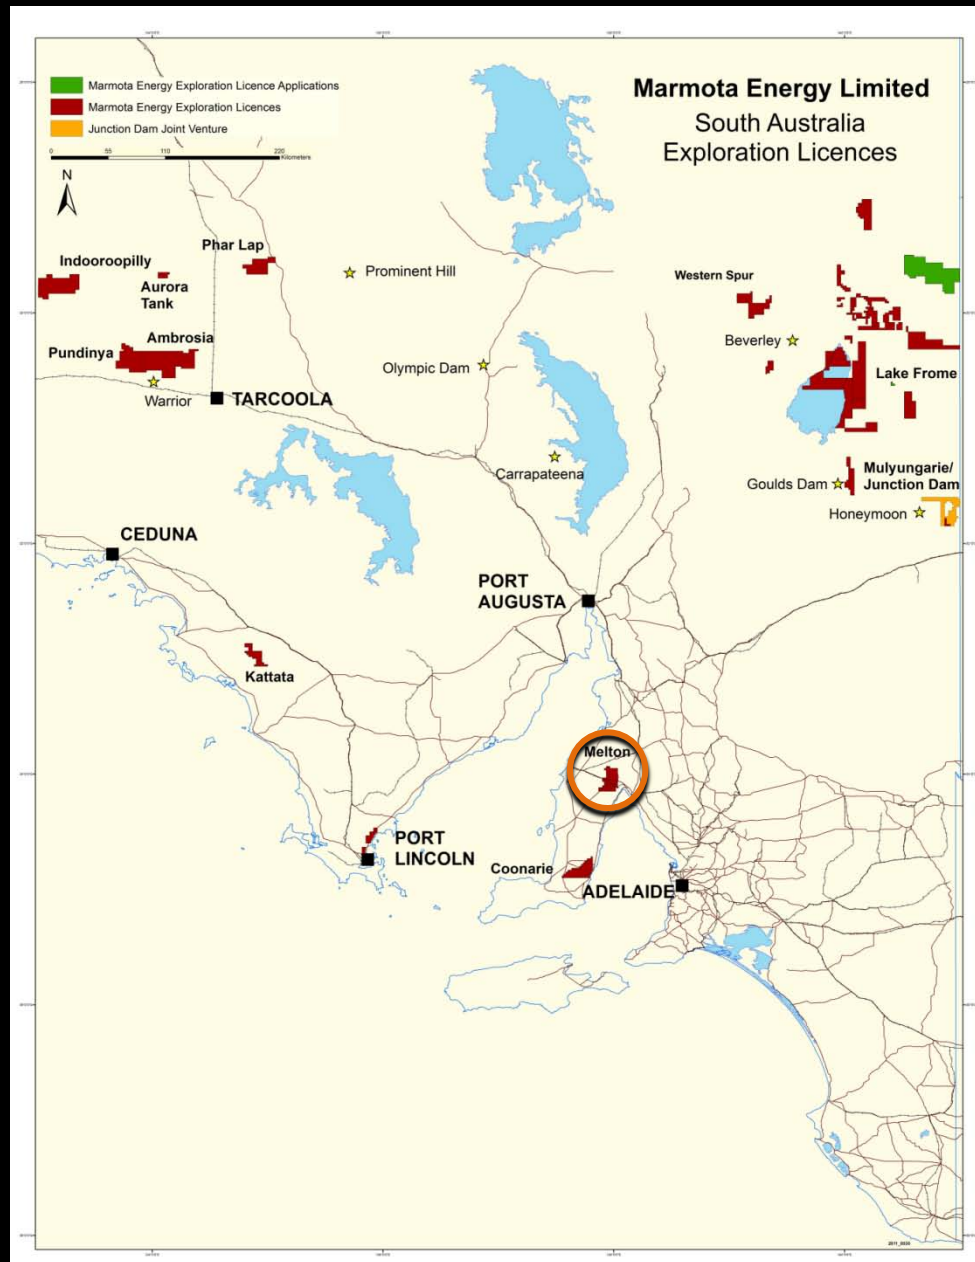 Marmota Energy Limited
South Australia
Exploration Licences
Marmota Energy Exploration Licence Applications
Marmota Energy Exploration Licences
Junction Dam Joint Venture
0 55 110 220
Kilometers
N
Phar Lap
Indooroopilly
Aurora
Tank
Prominent Hill
Western Spur
Ambrosia
Pundinya
Beverley
Olympic Dam
Lake Frome
Warrior
TARCOOLA
Carrapateena
Mulyungarie/
Junction Dam
Goulds Dam
Honeymoon
CEDUNA
PORT
AUGUSTA
Kattata
Melton
PORT
LINCOLN
Coonarie
ADELAIDE